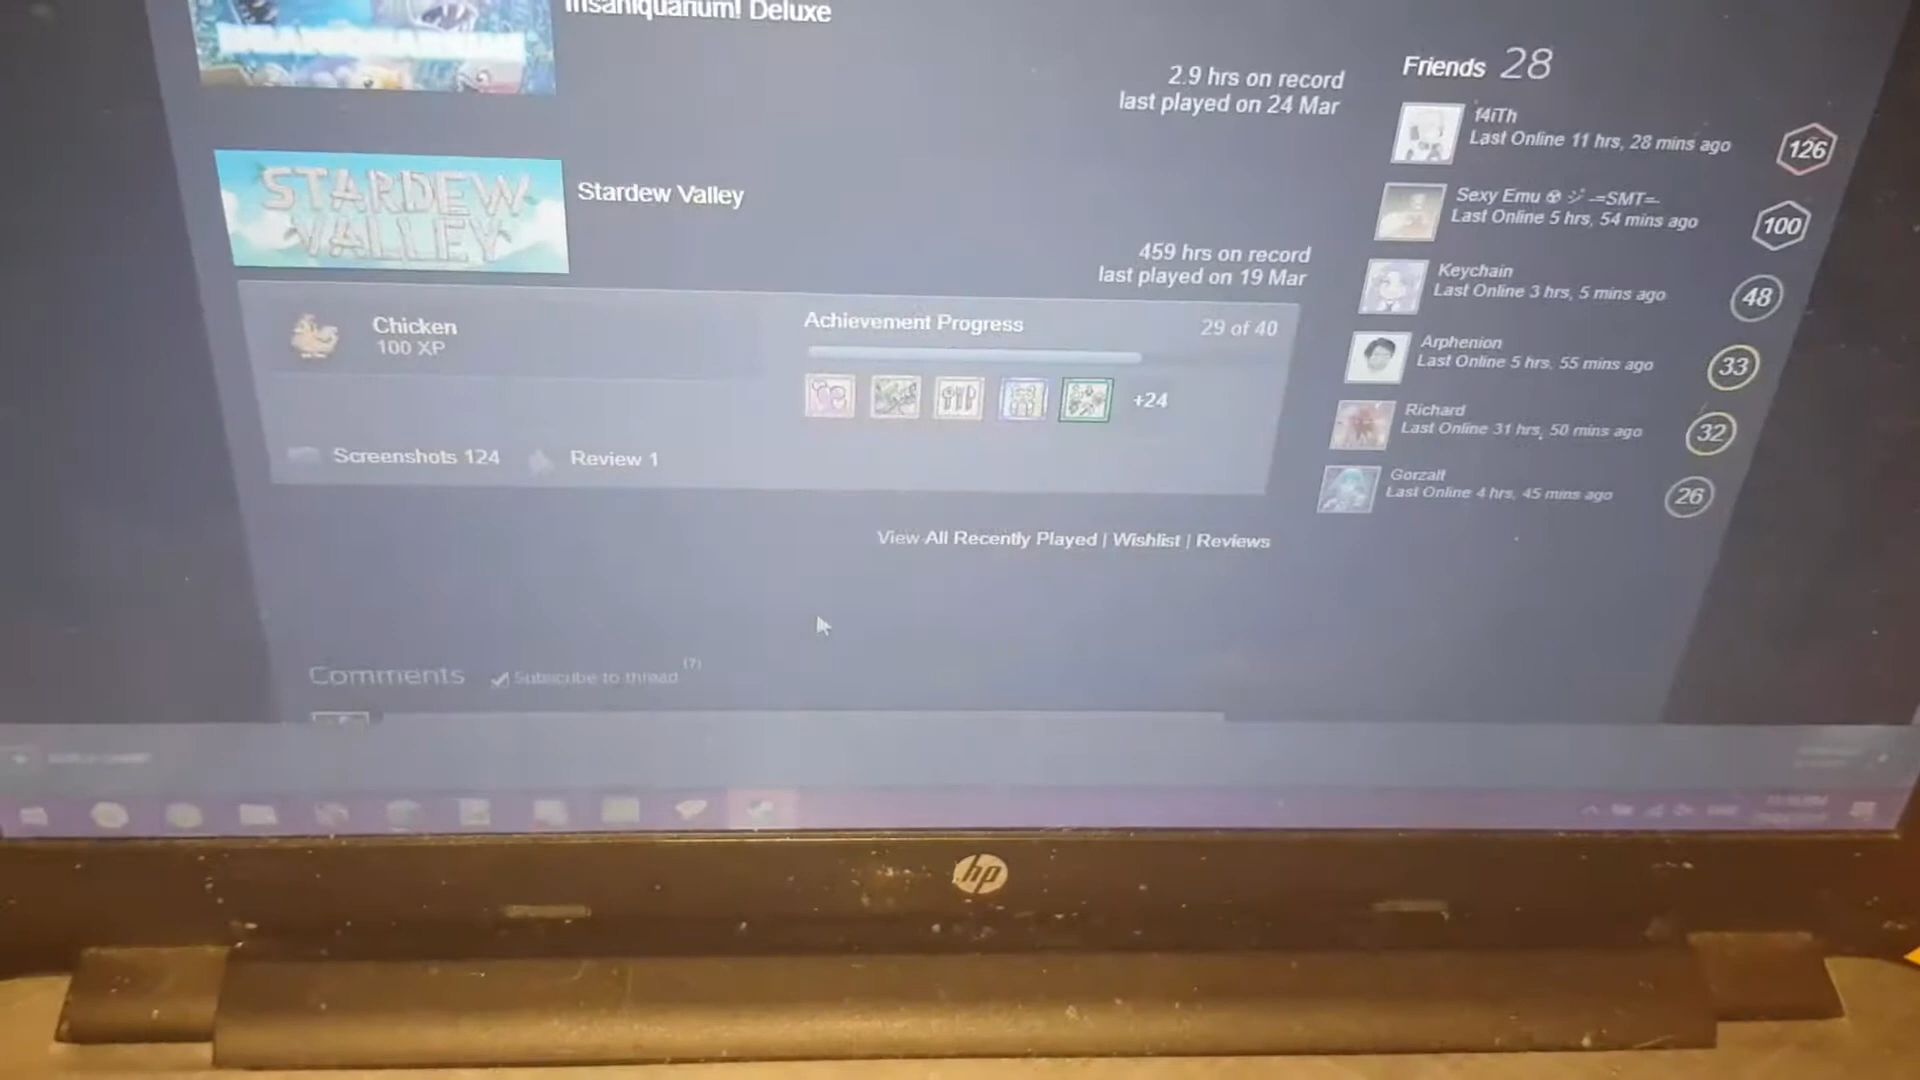 Insaniquarium! Deluxe
2.9 hrs on record
last played on 24 Mar
STARDEW
VALLEY
Stardew Valley
459 hrs on record
last played on 19 Mar
Chicken
100 XP
Achievement Progress
29 of 40
+24
Screenshots 124
Review 1
View All Recently Played | Wishlist | Reviews
Comments
Subscribe to thread (?)
Friends 28
f4iTh
Last Online 11 hrs, 28 mins ago
126
Sexy Emu ☢ ジ -=SMT=-
Last Online 5 hrs, 54 mins ago
100
Keychain
Last Online 3 hrs, 5 mins ago
48
Arphenion
Last Online 5 hrs, 55 mins ago
33
Richard
Last Online 31 hrs, 50 mins ago
32
Gorzalt
Last Online 4 hrs, 45 mins ago
26
hp